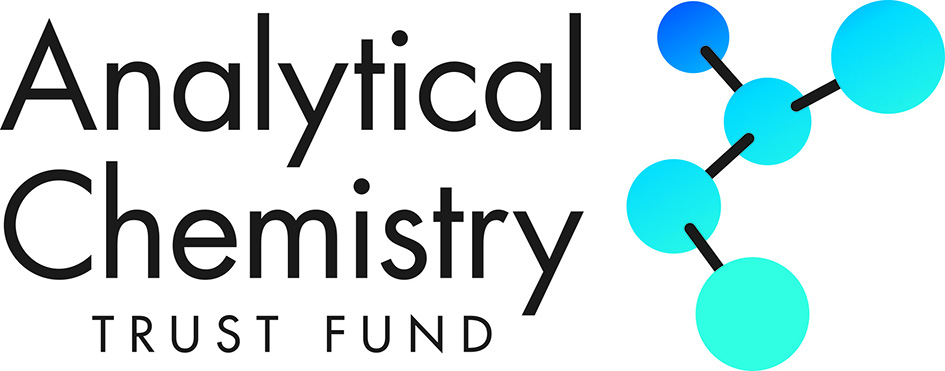 Analytical
Chemistry
TRUST FUND